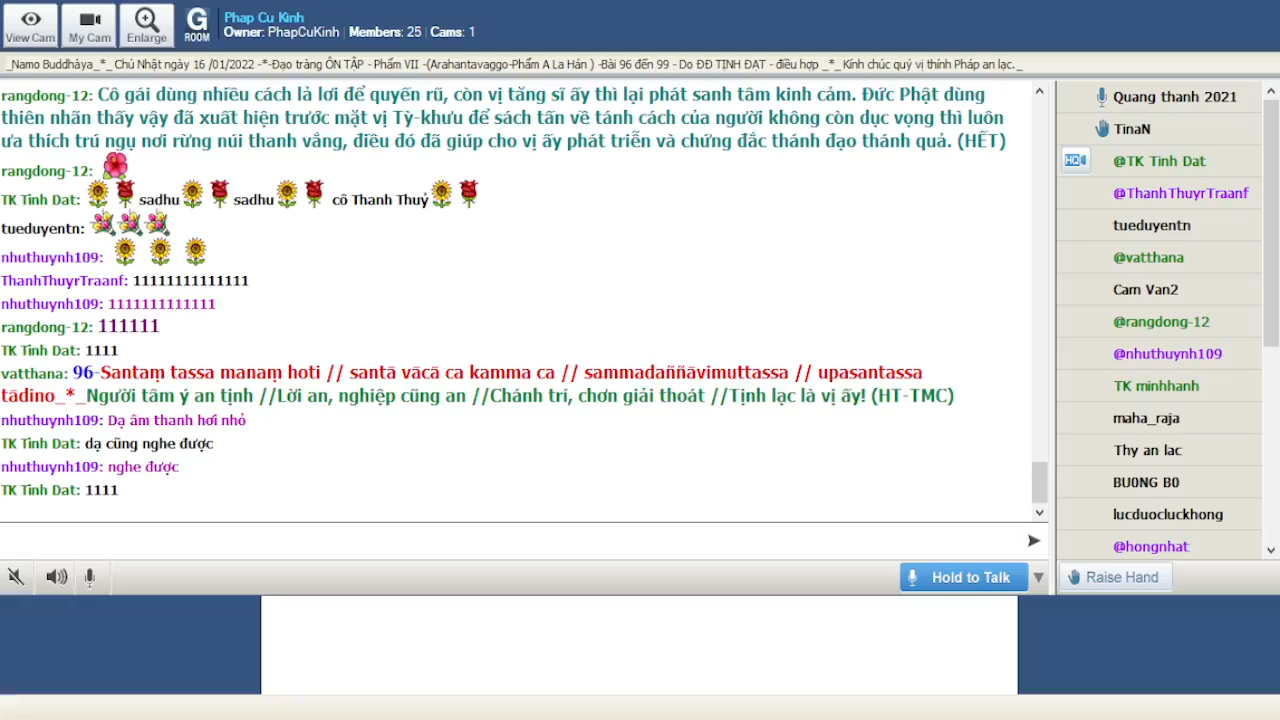 View Cam
My Cam
Enlarge
G
ROOM
Phap Cu Kinh
Owner: PhapCuKinh | Members: 25 | Cams: 1
_Namo Buddhàya_*_ Chủ Nhật ngày 16 /01/2022 -*-Đạo tràng ÔN TẬP - Phẩm VII -(Arahantavaggo-Phẩm A La Hán ) -Bài 96 đến 99 - Do ĐĐ TỊNH ĐẠT - điều hợp _*_ Kính chúc quý vị thính Pháp an lạc._
rangdong-12: Cô gái dùng nhiều cách lả lơi để quyến rũ, còn vị tăng sĩ ấy thì lại phát sanh tâm kinh cảm. Đức Phật dùng
thiên nhãn thấy vậy đã xuất hiện trước mặt vị Tỳ-khưu để sách tấn về tánh cách của người không còn dục vọng thì luôn
ưa thích trú ngụ nơi rừng núi thanh vắng, điều đó đã giúp cho vị ấy phát triển và chứng đắc thánh đạo thánh quả. (HẾT)
rangdong-12:
TK Tinh Dat: sadhu sadhu cô Thanh Thuỷ
tueduyentn:
nhuthuynh109:
ThanhThuyrTraanf: 11111111111111
nhuthuynh109: 1111111111111
rangdong-12: 111111
TK Tinh Dat: 1111
vatthana: 96-Santaṃ tassa manaṃ hoti // santā vācā ca kamma ca // sammadaññāvimuttassa // upasantassa
tādino_*_Người tâm ý an tịnh //Lời an, nghiệp cũng an //Chánh trí, chơn giải thoát //Tịnh lạc là vị ấy! (HT-TMC)
nhuthuynh109: Dạ âm thanh hơi nhỏ
TK Tinh Dat: dạ cũng nghe được
nhuthuynh109: nghe được
TK Tinh Dat: 1111
Hold to Talk
Quang thanh 2021
TinaN
HQ
@TK Tinh Dat
@ThanhThuyrTraanf
tueduyentn
@vatthana
Cam Van2
@rangdong-12
@nhuthuynh109
TK minhhanh
maha_raja
Thy an lac
BU0NG B0
lucduocluckhong
@hongnhat
Raise Hand